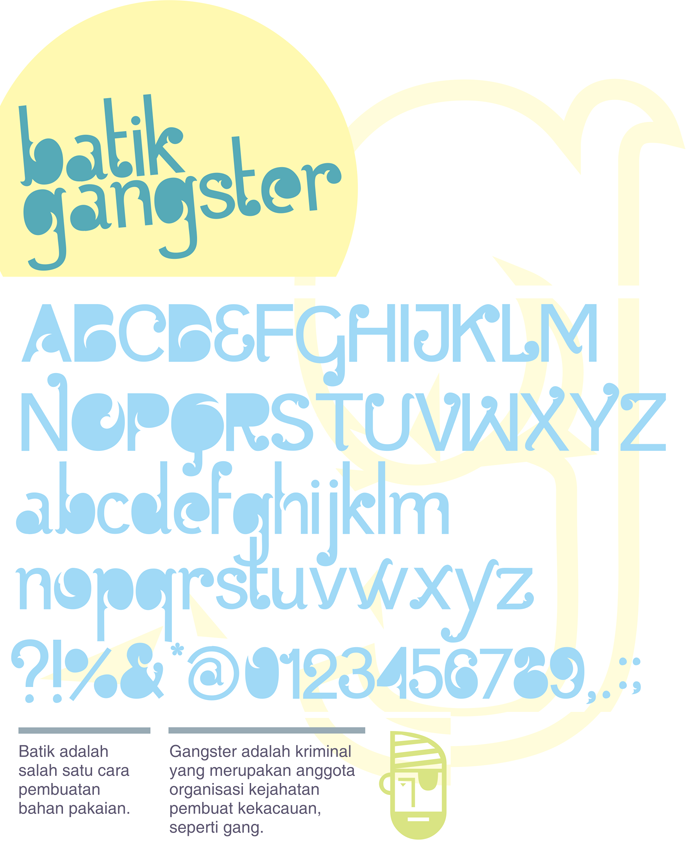 batik
gangster
ABCDEFGHIJKLM
NOPQRSTUVWXYZ
abcdefghijklm
nopqrstuvwxyz
?!%&*@0123456789,.:;
Batik adalah
salah satu cara
pembuatan
bahan pakaian.
Gangster adalah kriminal
yang merupakan anggota
organisasi kejahatan
pembuat kekacauan,
seperti gang.